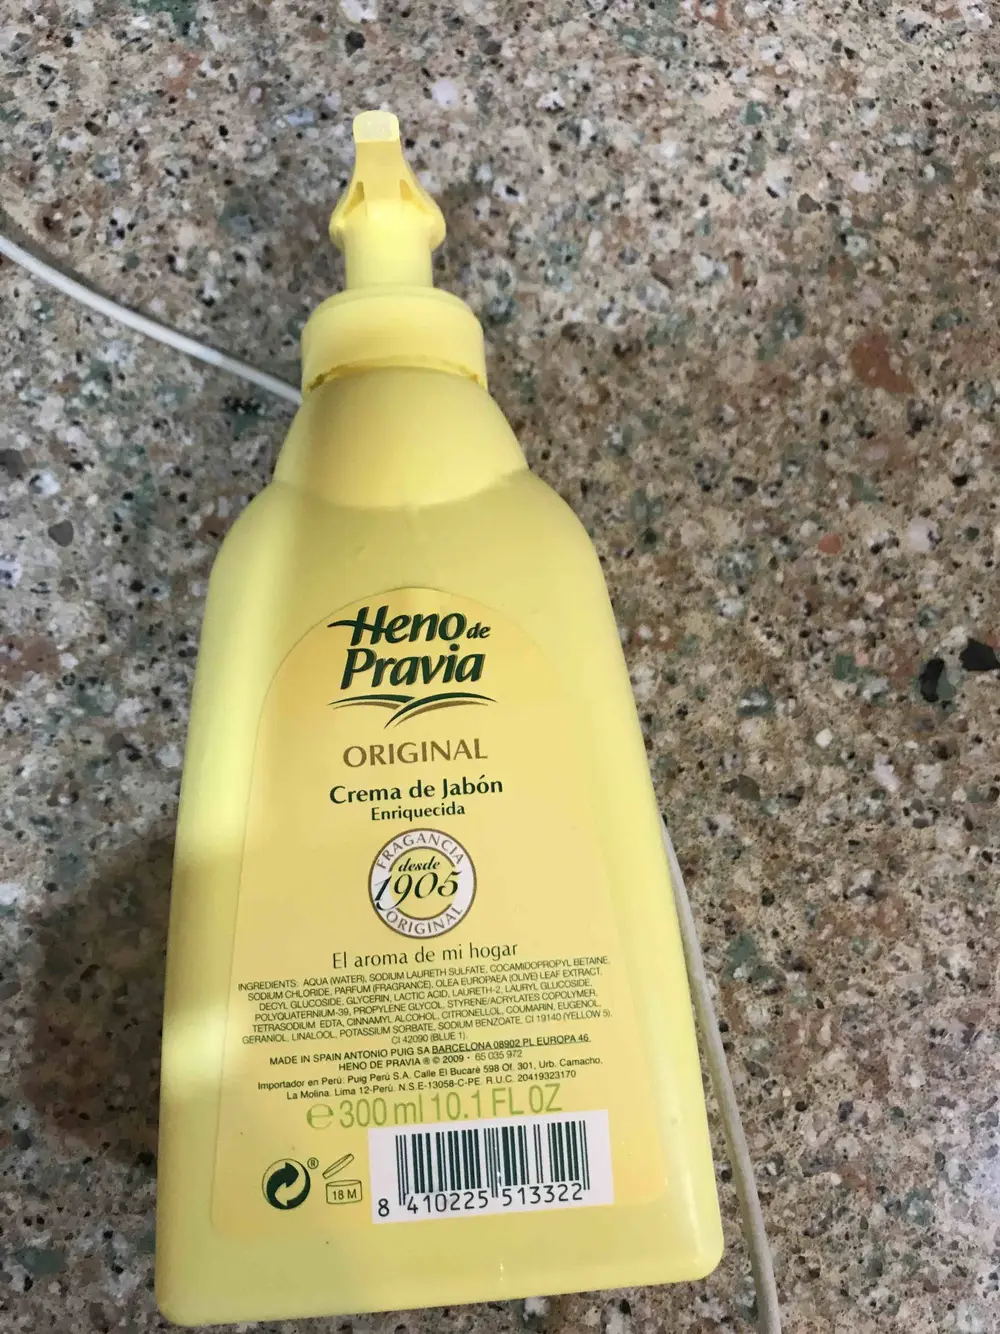 Heno de
Pravia
ORIGINAL
Crema de Jabón
Enriquecida
FRAGANCIA
desde
1905
ORIGINAL
El aroma de mi hogar
INGREDIENTS: AQUA (WATER), SODIUM LAURETH SULFATE, COCAMIDOPROPYL BETAINE,
SODIUM CHLORIDE, PARFUM (FRAGRANCE), OLEA EUROPAEA (OLIVE) LEAF EXTRACT,
DECYL GLUCOSIDE, GLYCERIN, LACTIC ACID, LAURETH-2, LAURYL GLUCOSIDE,
POLYQUATERNIUM-39, PROPYLENE GLYCOL, STYRENE/ACRYLATES COPOLYMER,
TETRASODIUM EDTA, CINNAMYL ALCOHOL, CITRONELLOL, COUMARIN, EUGENOL,
GERANIOL, LINALOOL, POTASSIUM SORBATE, SODIUM BENZOATE, CI 19140 (YELLOW 5),
CI 42090 (BLUE 1).
MADE IN SPAIN ANTONIO PUIG SA BARCELONA 08902 PL EUROPA 46
HENO DE PRAVIA ® © 2009 · 65 035 972
Importador en Perú: Puig Perú S.A. Calle El Bucaré 598 Of. 301, Urb. Camacho.
La Molina. Lima 12-Perú. N.S.E-13058-C-PE. R.U.C. 20419323170
℮ 300 ml 10.1 FL OZ
®
18 M
8 410225 513322